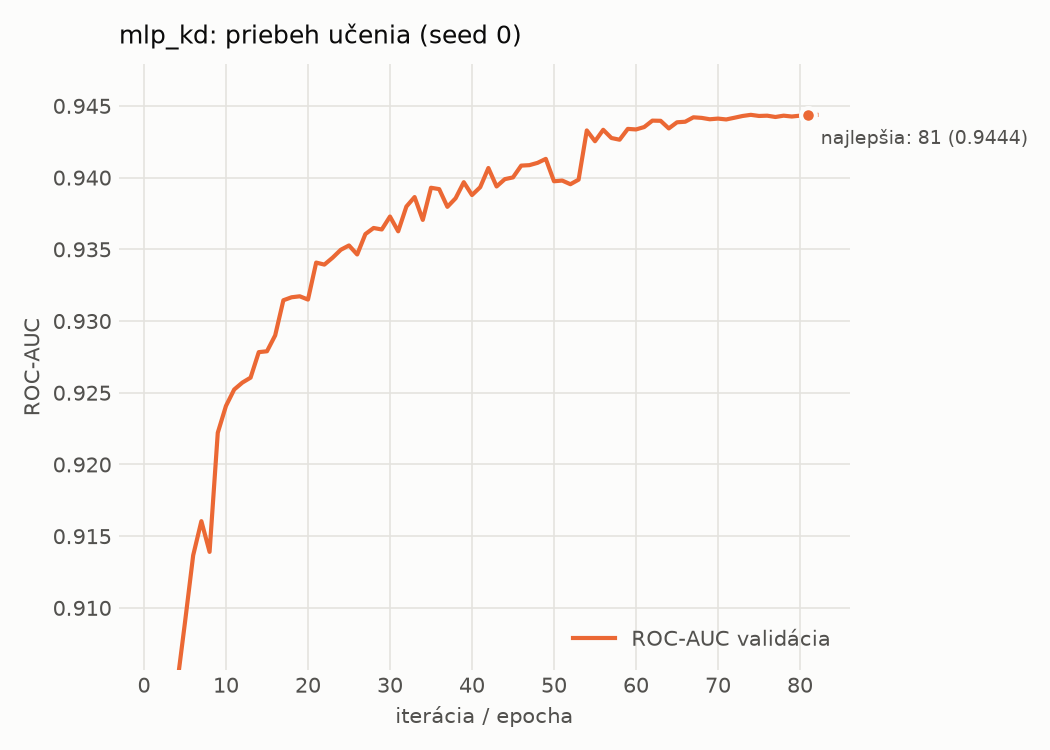 mlp_kd: priebeh učenia (seed 0)
0.945
najlepšia: 81 (0.9444)
0.940
0.935
0.930
0.925
0.920
0.915
0.910
ROC-AUC
ROC-AUC validácia
0 10 20 30 40 50 60 70 80
iterácia / epocha